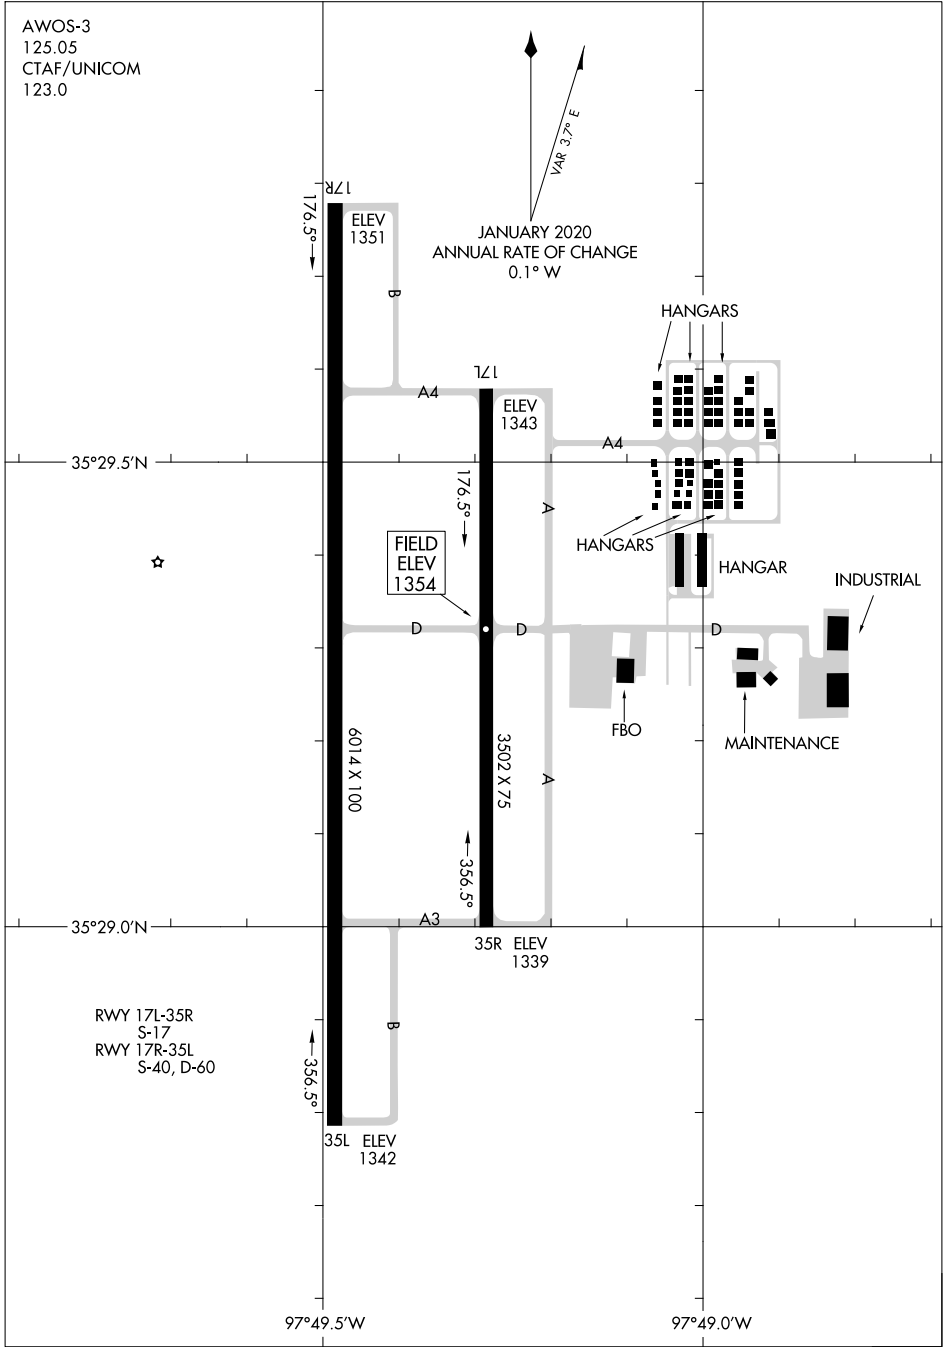 AWOS-3
125.05
CTAF/UNICOM
123.0
VAR 3.7° E
JANUARY 2020
ANNUAL RATE OF CHANGE
0.1° W
17R
176.5°
ELEV
1351
B
HANGARS
17L
A4
ELEV
1343
A4
35°29.5'N
176.5°
A
FIELD
ELEV
1354
HANGARS
HANGAR
INDUSTRIAL
D
D
D
FBO
MAINTENANCE
6014 X 100
3502 X 75
A
356.5°
A3
35°29.0'N
35R ELEV
1339
RWY 17L-35R
S-17
RWY 17R-35L
S-40, D-60
B
356.5°
35L ELEV
1342
97°49.5'W
97°49.0'W